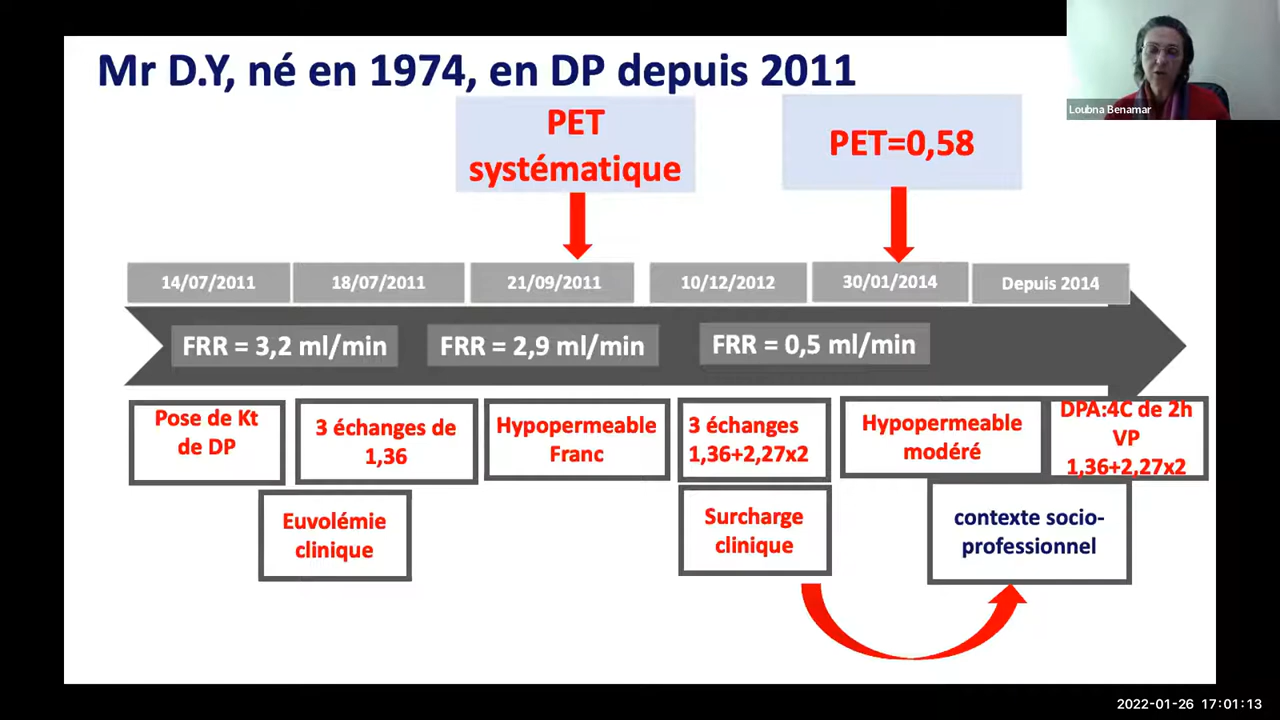 Mr D.Y, né en 1974, en DP depuis 2011
Loubna Benamar
PET
systématique
PET=0,58
14/07/2011
18/07/2011
21/09/2011
10/12/2012
30/01/2014
Depuis 2014
FRR = 3,2 ml/min
FRR = 2,9 ml/min
FRR = 0,5 ml/min
Pose de Kt
de DP
3 échanges de
1,36
Hypopermeable
Franc
3 échanges
1,36+2,27x2
Hypopermeable
modéré
DPA:4C de 2h
VP
1,36+2,27x2
Euvolémie
clinique
Surcharge
clinique
contexte socio-
professionnel
2022-01-26 17:01:13